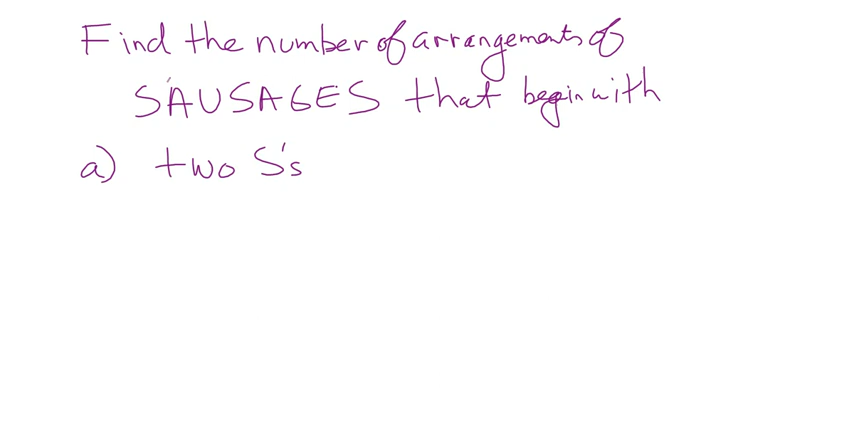 Find the number of arrangements of
SAUSAGES that begin with
a) two S's